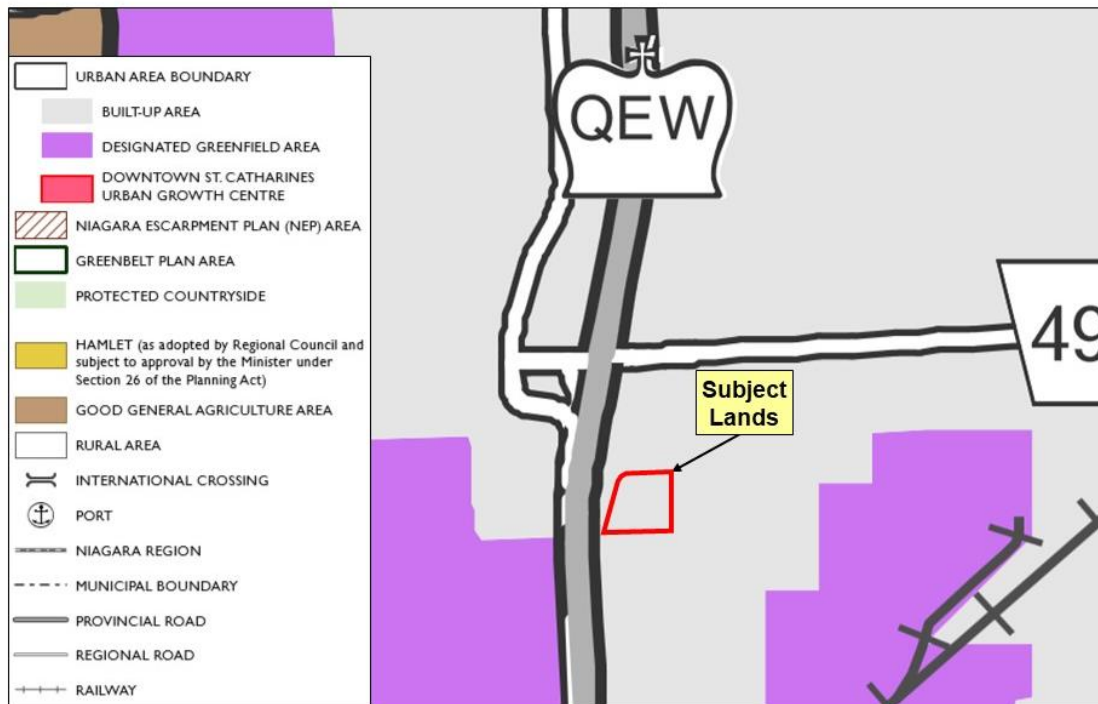 URBAN AREA BOUNDARY
BUILT-UP AREA
DESIGNATED GREENFIELD AREA
DOWNTOWN ST. CATHARINES
URBAN GROWTH CENTRE
NIAGARA ESCARPMENT PLAN (NEP) AREA
GREENBELT PLAN AREA
PROTECTED COUNTRYSIDE
HAMLET (as adopted by Regional Council and
subject to approval by the Minister under
Section 26 of the Planning Act)
GOOD GENERAL AGRICULTURE AREA
RURAL AREA
INTERNATIONAL CROSSING
PORT
NIAGARA REGION
MUNICIPAL BOUNDARY
PROVINCIAL ROAD
REGIONAL ROAD
RAILWAY
QEW
49
Subject
Lands